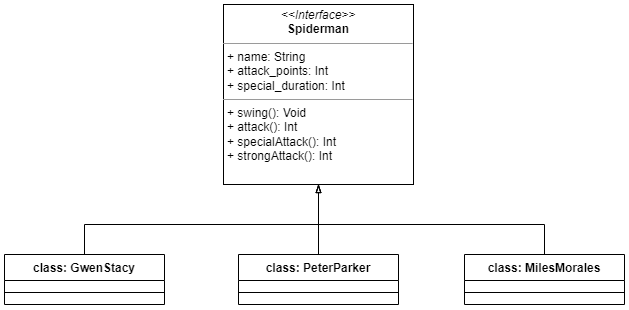 <<Interface>>
Spiderman
+ name: String
+ attack_points: Int
+ special_duration: Int
+ swing(): Void
+ attack(): Int
+ specialAttack(): Int
+ strongAttack(): Int
class: GwenStacy
class: PeterParker
class: MilesMorales